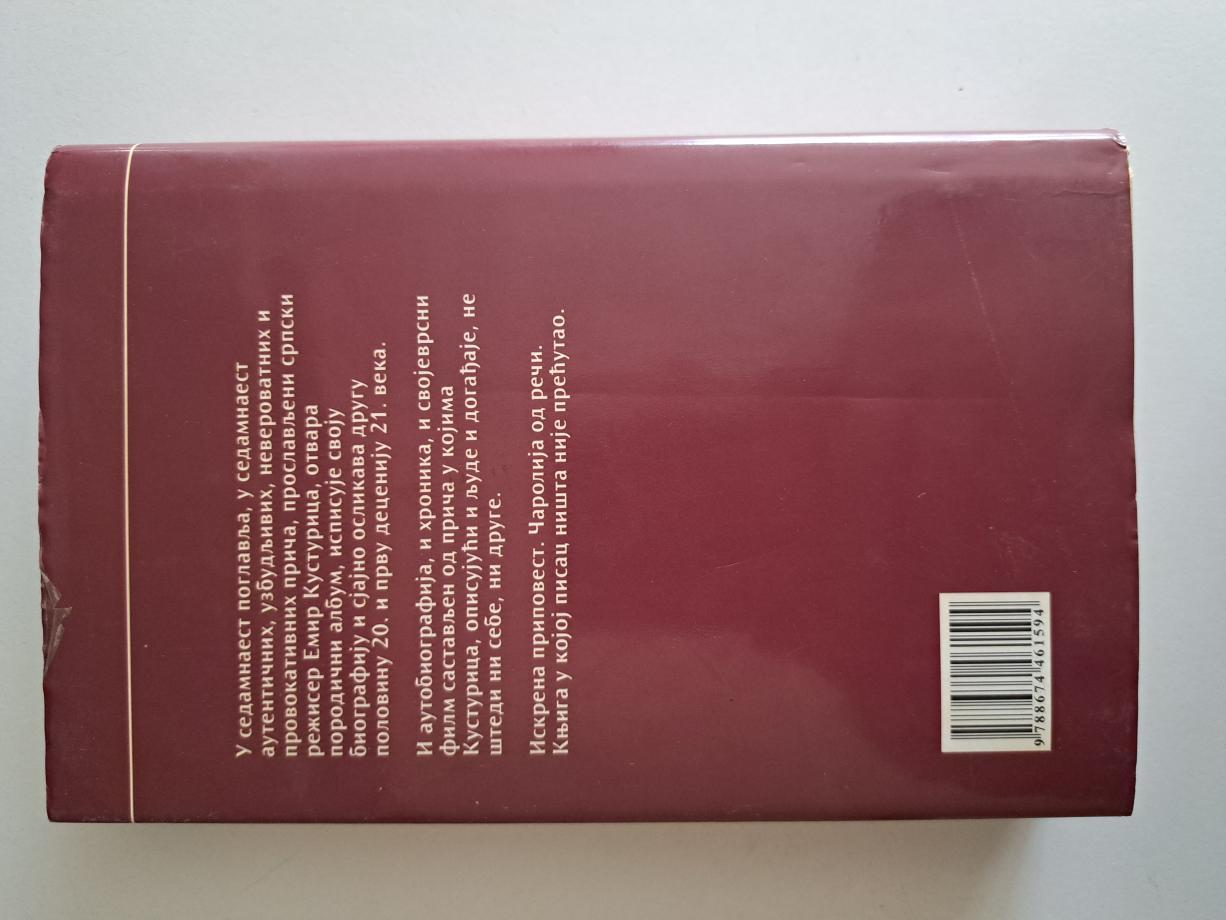 У седамнаест поглавља, у седамнаест
аутентичних, узбудљивих, невероватних и
провокативних прича, прослављени српски
режисер Емир Кустурица, отвара
породични албум, исписује своју
биографију и сјајно осликава другу
половину 20. и прву деценију 21. века.
И аутобиографија, и хроника, и својеврсни
филм састављен од прича у којима
Кустурица, описујући и људе и догађаје, не
штеди ни себе, ни друге.
Искрена приповест. Чаролија од речи.
Књига у којој писац ништа није прећутао.
9 788674 461594